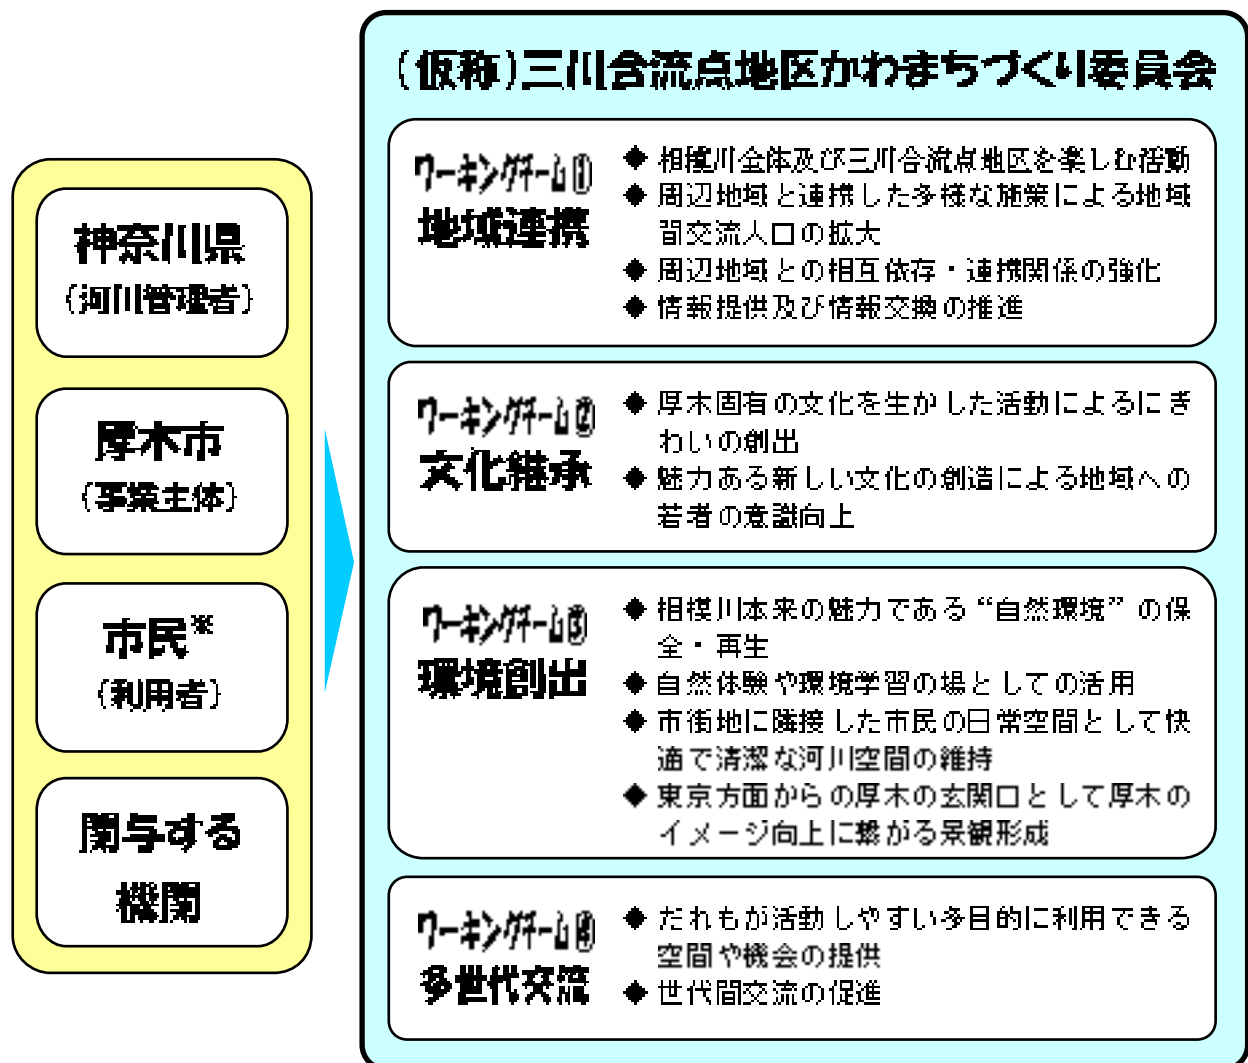 神奈川県
(河川管理者)
厚木市
(事業主体)
市民※
(利用者)
関与する
機関
(仮称)三川合流点地区かわまちづくり委員会
ワーキングチーム①
地域連携
◆ 相模川全体及び三川合流点地区を楽しむ活動
◆ 周辺地域と連携した多様な施策による地域
間交流人口の拡大
◆ 周辺地域との相互依存・連携関係の強化
◆ 情報提供及び情報交換の推進
ワーキングチーム②
文化継承
◆ 厚木固有の文化を生かした活動によるにぎ
わいの創出
◆ 魅力ある新しい文化の創造による地域への
若者の意識向上
ワーキングチーム③
環境創出
◆ 相模川本来の魅力である“自然環境”の保
全・再生
◆ 自然体験や環境学習の場としての活用
◆ 市街地に隣接した市民の日常空間として快
適で清潔な河川空間の維持
◆ 東京方面からの厚木の玄関口として厚木の
イメージ向上に繋がる景観形成
ワーキングチーム④
多世代交流
◆ だれもが活動しやすい多目的に利用できる
空間や機会の提供
◆ 世代間交流の促進